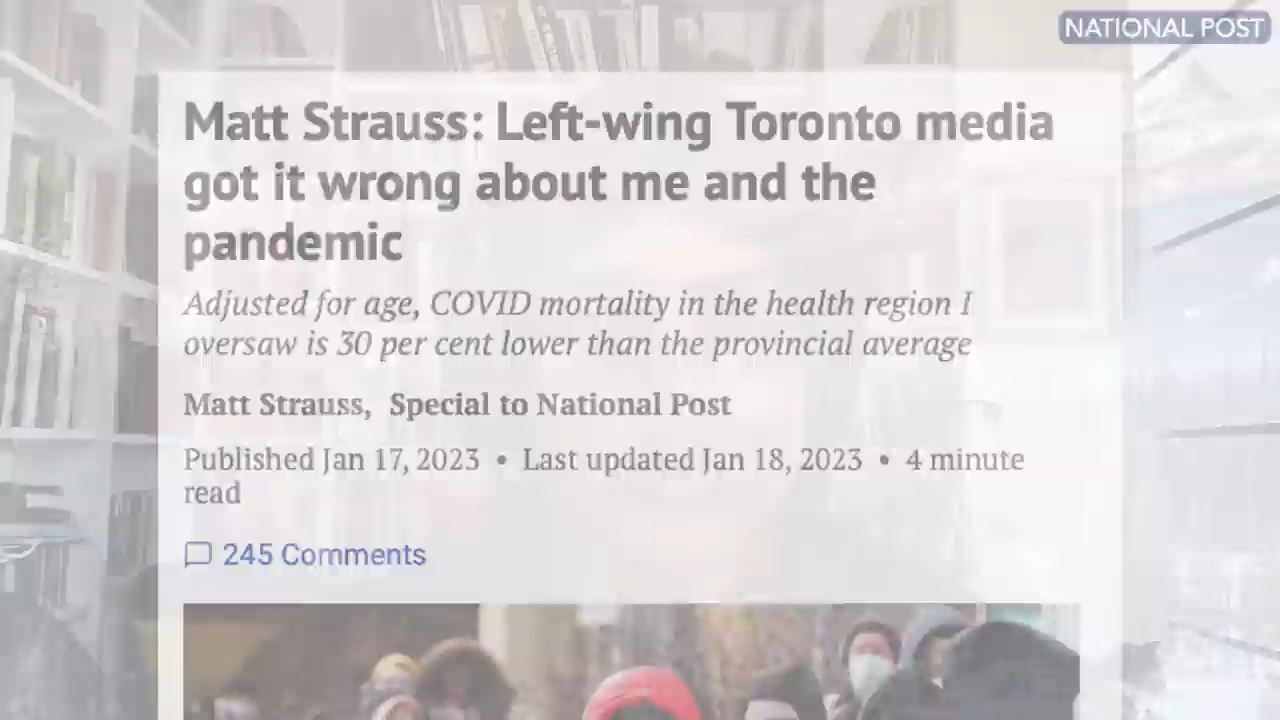 NATIONAL POST
Matt Strauss: Left-wing Toronto media
got it wrong about me and the
pandemic
Adjusted for age, COVID mortality in the health region I
oversaw is 30 per cent lower than the provincial average
Matt Strauss, Special to National Post
Published Jan 17, 2023 • Last updated Jan 18, 2023 • 4 minute
read
245 Comments